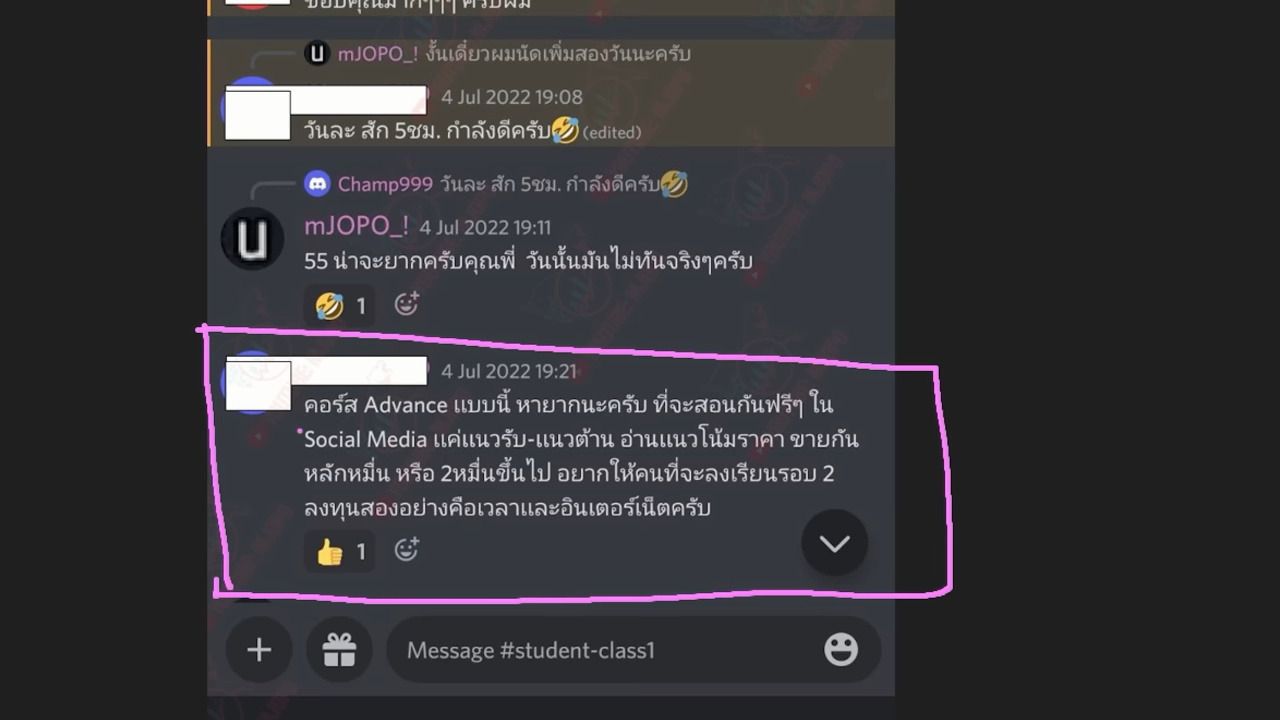 ขอบคุณมากๆๆๆ ครับผม
mJOPO_! งั้นเดี๋ยวผมนัดเพิ่มสองวันนะครับ
4 Jul 2022 19:08
วันละ สัก 5ชม. กำลังดีครับ🤣 (edited)
Champ999 วันละ สัก 5ชม. กำลังดีครับ🤣
mJOPO_! 4 Jul 2022 19:11
55 น่าจะยากครับคุณพี่ วันนั้นมันไม่ทันจริงๆครับ
🤣 1
4 Jul 2022 19:21
คอร์ส Advance แบบนี้ หายากนะครับ ที่จะสอนกันฟรีๆ ใน
Social Media แค่แนวรับ-แนวต้าน อ่านแนวโน้มราคา ขายกัน
หลักหมื่น หรือ 2หมื่นขึ้นไป อยากให้คนที่จะลงเรียนรอบ 2
ลงทุนสองอย่างคือเวลาและอินเตอร์เน็ตครับ
👍 1
Message #student-class1